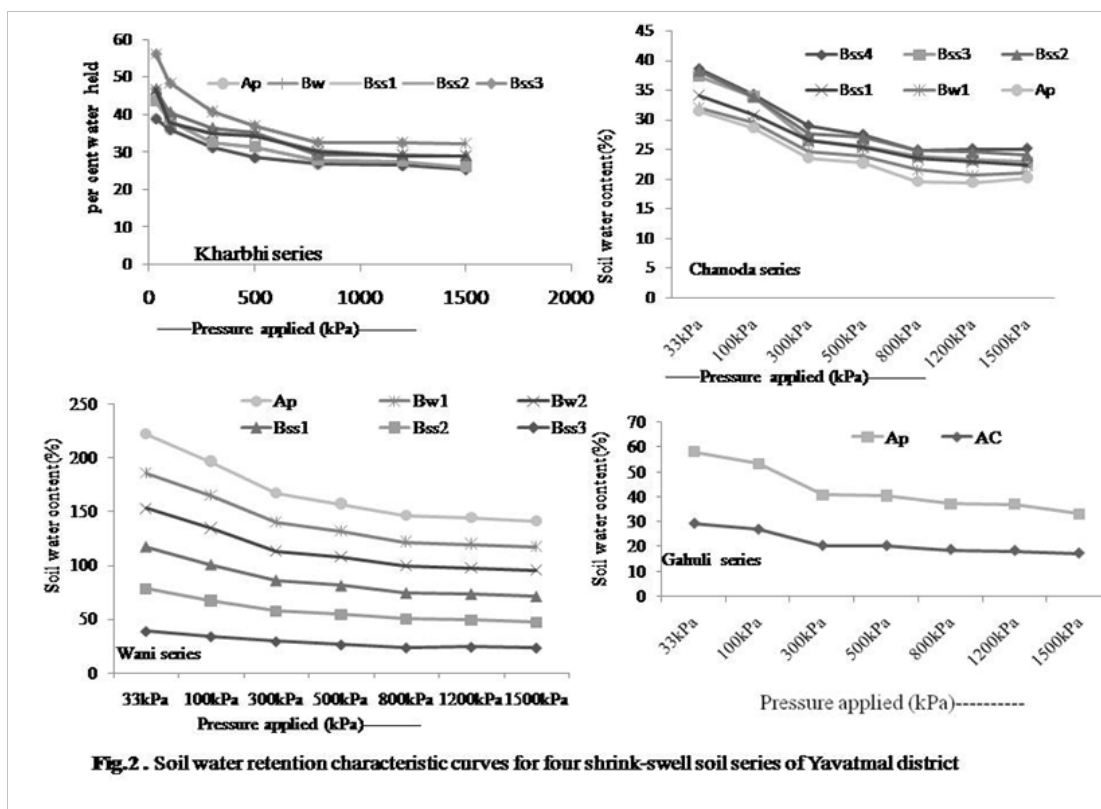 60
50
40
30
20
10
0
per cent water held
Ap Bw Bss1 Bss2 Bss3
Kharbhi series
0 500 1000 1500 2000
Pressure applied (kPa)
45
40
35
30
25
20
15
10
5
0
Soil water content(%)
Bss4 Bss3 Bss2
Bss1 Bw1 Ap
Chanoda series
33kPa 100kPa 300kPa 500kPa 800kPa 1200kPa 1500kPa
Pressure applied (kPa)
250
200
150
100
50
0
Soil water content(%)
Ap Bw1 Bw2
Bss1 Bss2 Bss3
Wani series
33kPa 100kPa 300kPa 500kPa 800kPa 1200kPa 1500kPa
Pressure applied (kPa)
70
60
50
40
30
20
10
0
Soil water content(%)
Ap AC
Gahuli series
33kPa 100kPa 300kPa 500kPa 800kPa 1200kPa 1500kPa
Pressure applied (kPa)----------
Fig.2 . Soil water retention characteristic curves for four shrink-swell soil series of Yavatmal district